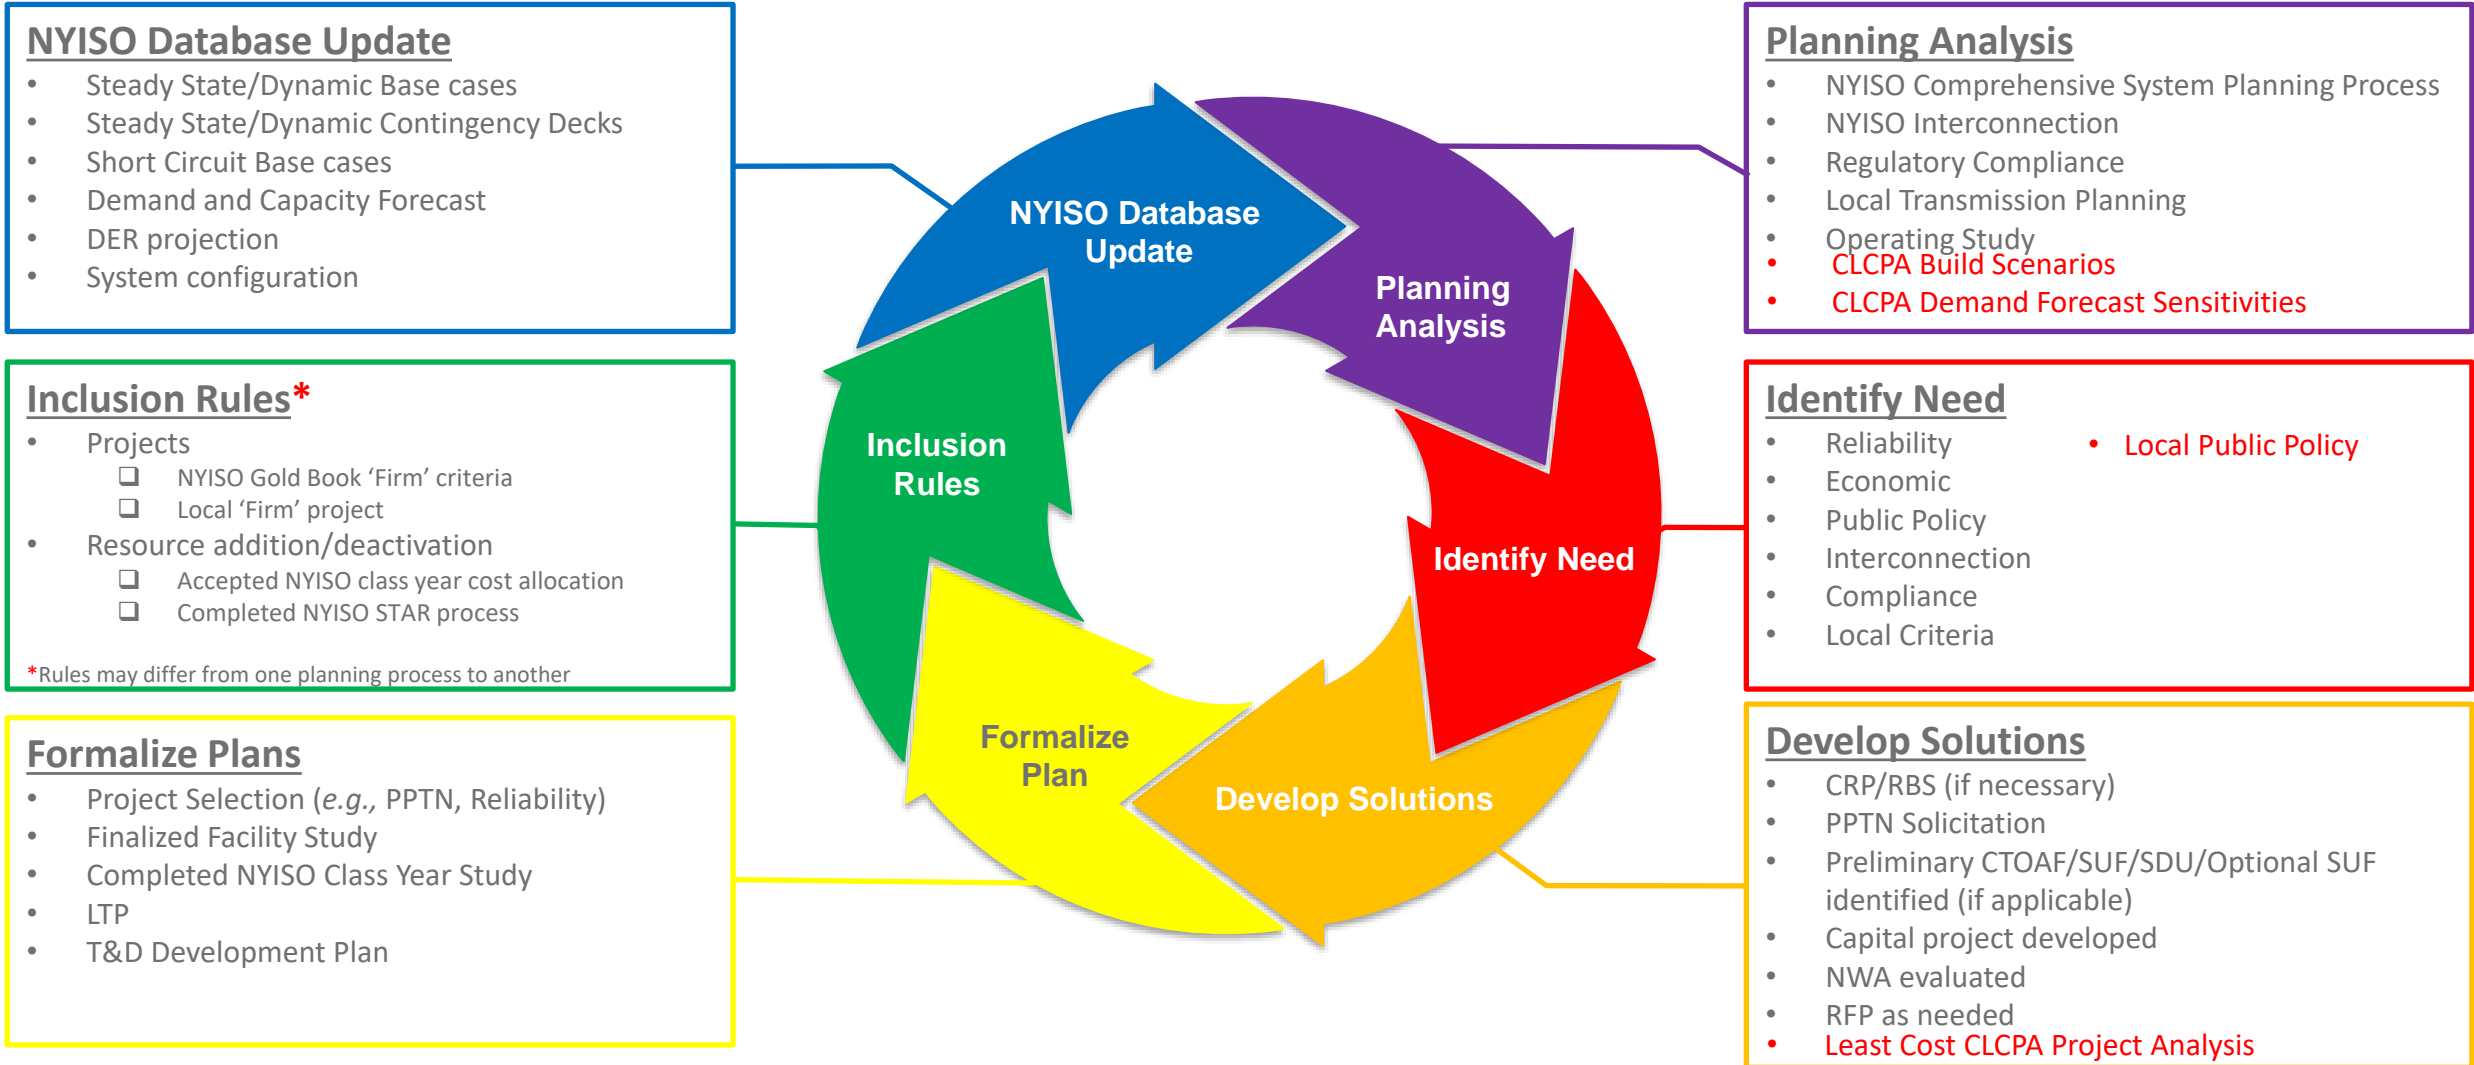 NYISO Database Update
• Steady State/Dynamic Base cases
• Steady State/Dynamic Contingency Decks
• Short Circuit Base cases
• Demand and Capacity Forecast
• DER projection
• System configuration
Inclusion Rules*
• Projects
❑ NYISO Gold Book ‘Firm’ criteria
❑ Local ‘Firm’ project
• Resource addition/deactivation
❑ Accepted NYISO class year cost allocation
❑ Completed NYISO STAR process
*Rules may differ from one planning process to another
Formalize Plans
• Project Selection (e.g., PPTN, Reliability)
• Finalized Facility Study
• Completed NYISO Class Year Study
• LTP
• T&D Development Plan
NYISO Database
Update
Planning
Analysis
Identify Need
Develop Solutions
Formalize
Plan
Inclusion
Rules
Planning Analysis
• NYISO Comprehensive System Planning Process
• NYISO Interconnection
• Regulatory Compliance
• Local Transmission Planning
• Operating Study
• CLCPA Build Scenarios
• CLCPA Demand Forecast Sensitivities
Identify Need
• Reliability
• Economic
• Public Policy
• Interconnection
• Compliance
• Local Criteria
• Local Public Policy
Develop Solutions
• CRP/RBS (if necessary)
• PPTN Solicitation
• Preliminary CTOAF/SUF/SDU/Optional SUF
identified (if applicable)
• Capital project developed
• NWA evaluated
• RFP as needed
• Least Cost CLCPA Project Analysis